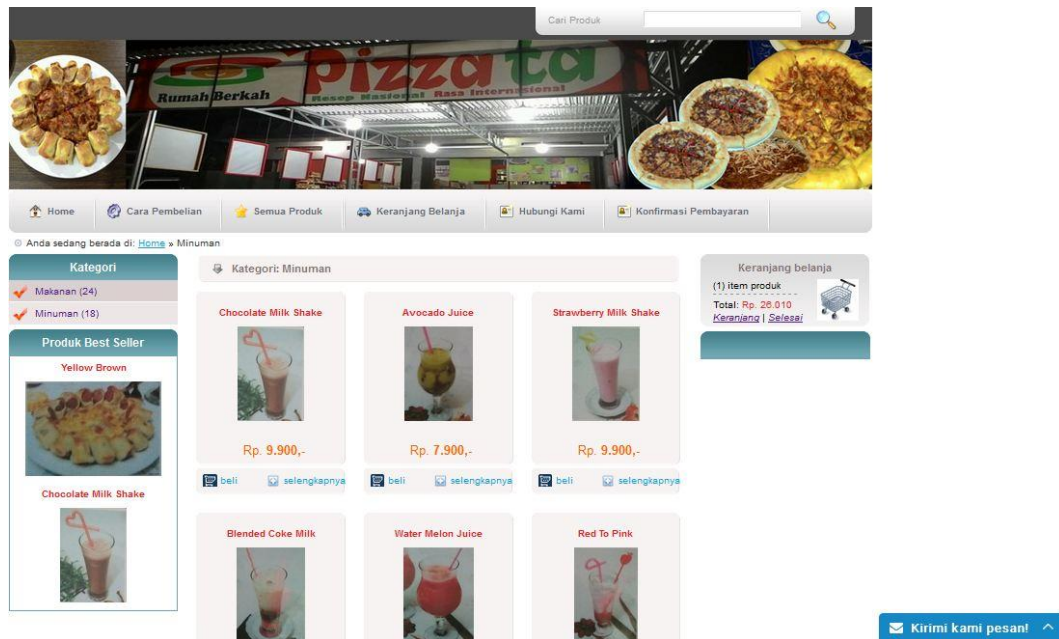 Cari Produk
Rumah Berkah
Pizza ta
Resep Nasional Rasa Internasional
Home
Cara Pembelian
Semua Produk
Keranjang Belanja
Hubungi Kami
Konfirmasi Pembayaran
Anda sedang berada di: Home » Minuman
Kategori
Makanan (24)
Minuman (18)
Produk Best Seller
Yellow Brown
Chocolate Milk Shake
Kategori: Minuman
Chocolate Milk Shake
Avocado Juice
Strawberry Milk Shake
Rp. 9.900,-
Rp. 7.900,-
Rp. 9.900,-
beli selengkapnya
beli selengkapnya
beli selengkapnya
Blended Coke Milk
Water Melon Juice
Red To Pink
Keranjang belanja
(1) item produk
Total: Rp. 26.010
Keranjang | Selesai
Kirimi kami pesan!